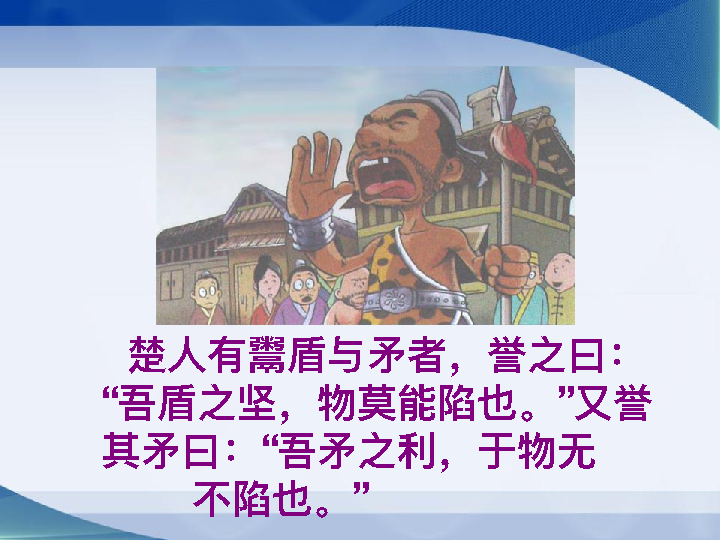 楚人有鬻盾与矛者，誉之曰：
“吾盾之坚，物莫能陷也。”又誉
其矛曰：“吾矛之利，于物无
不陷也。”